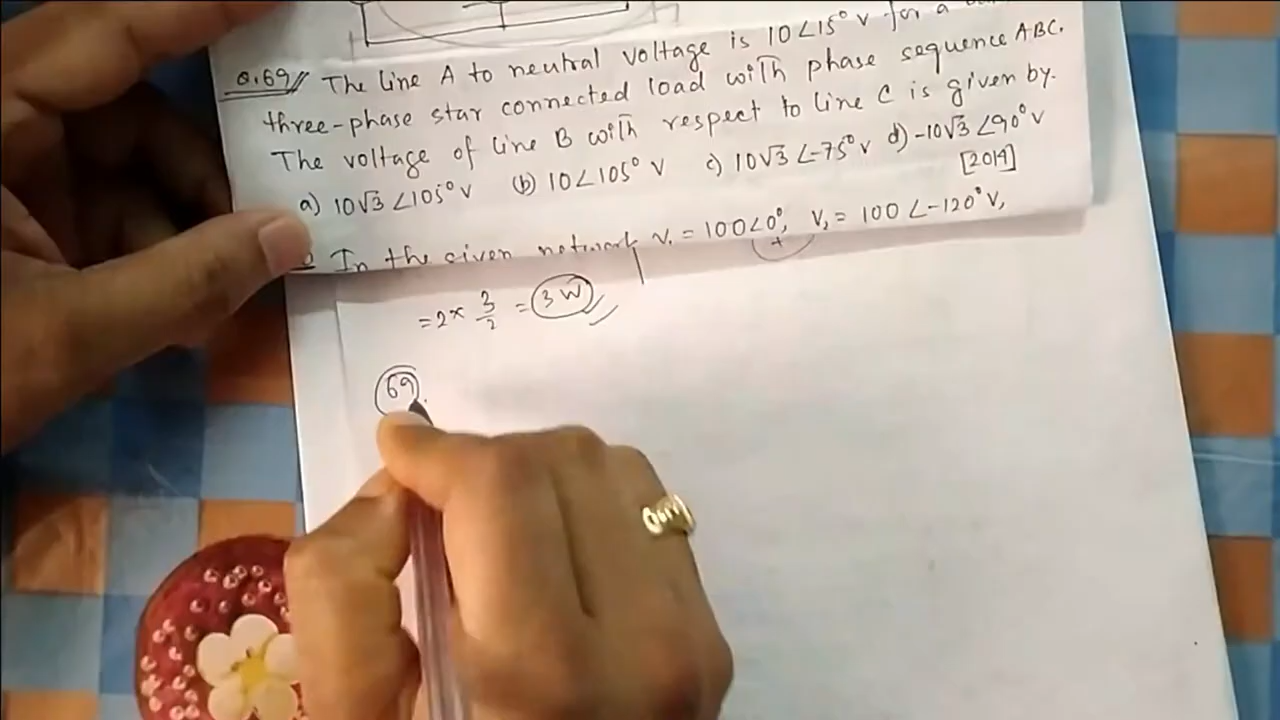 Q.69// The line A to neutral voltage is 10∠15° V for a
three-phase star connected load with phase sequence ABC.
The voltage of line B with respect to line C is given by.
a) 10√3 ∠105° V (b) 10∠105° V c) 10√3 ∠-75° V d) -10√3 ∠90° V
[2014]
In the given network V₁ = 100∠0°, V₂ = 100 ∠-120° V,
= 2 × 3/2 = 3 W
69.